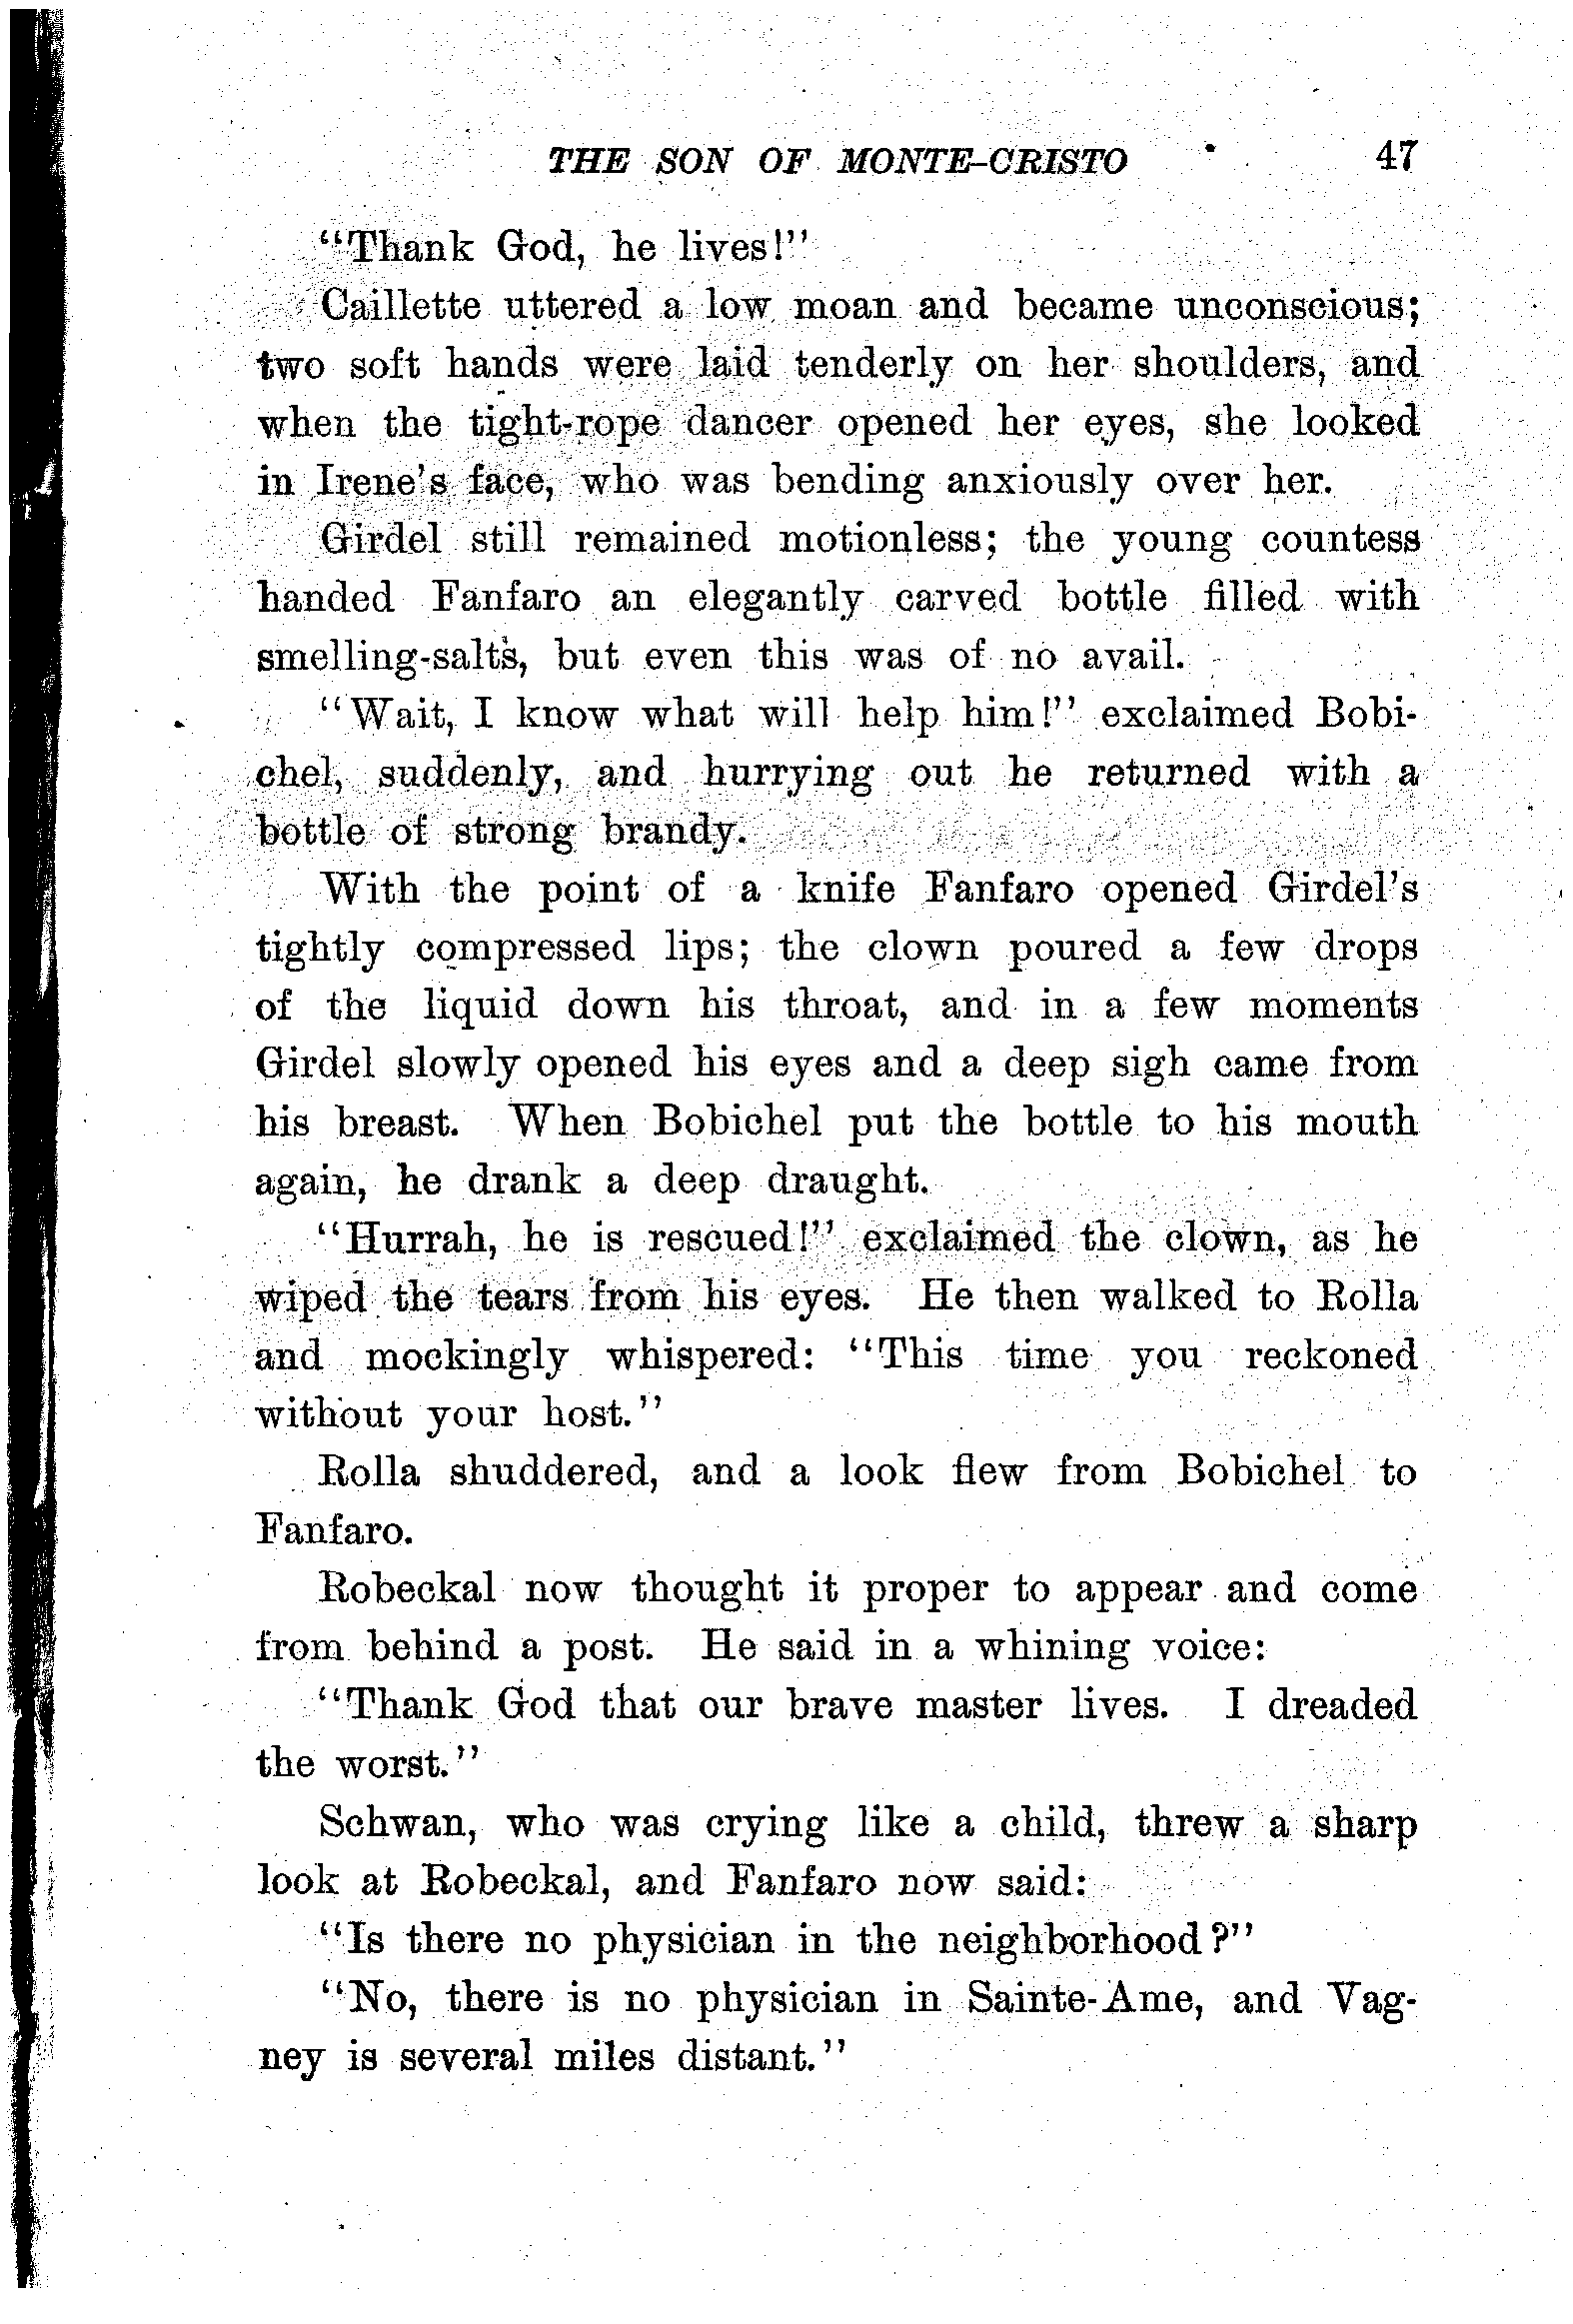 THE SON OF MONTE-CRISTO 47
"Thank God, he lives!"
Caillette uttered a low moan and became unconscious;
two soft hands were laid tenderly on her shoulders, and
when the tight-rope dancer opened her eyes, she looked
in Irene's face, who was bending anxiously over her.
Girdel still remained motionless; the young countess
handed Fanfaro an elegantly carved bottle filled with
smelling-salts, but even this was of no avail.
"Wait, I know what will help him!" exclaimed Bobi-
chel, suddenly, and hurrying out he returned with a
bottle of strong brandy.
With the point of a knife Fanfaro opened Girdel's
tightly compressed lips; the clown poured a few drops
of the liquid down his throat, and in a few moments
Girdel slowly opened his eyes and a deep sigh came from
his breast. When Bobichel put the bottle to his mouth
again, he drank a deep draught.
"Hurrah, he is rescued!" exclaimed the clown, as he
wiped the tears from his eyes. He then walked to Rolla
and mockingly whispered: "This time you reckoned
without your host."
Rolla shuddered, and a look flew from Bobichel to
Fanfaro.
Robeckal now thought it proper to appear and come
from behind a post. He said in a whining voice:
"Thank God that our brave master lives. I dreaded
the worst."
Schwan, who was crying like a child, threw a sharp
look at Robeckal, and Fanfaro now said:
"Is there no physician in the neighborhood?"
"No, there is no physician in Sainte-Ame, and Vag-
ney is several miles distant."